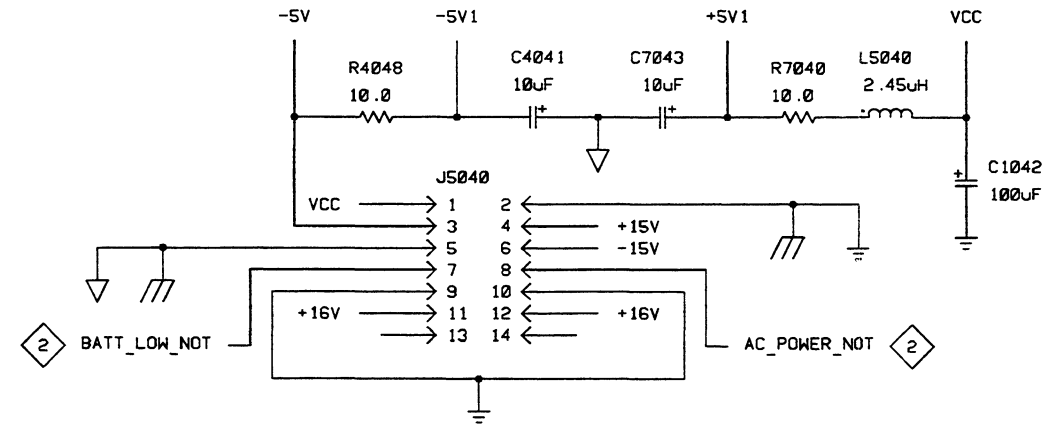 -5V -5V1 +5V1 VCC
R4048 C4041 C7043 R7040 L5040
10.0 10uF 10uF 10.0 2.45uH
+ + +
C1042
100uF
J5040
VCC 1 2
3 4 +15V
5 6 -15V
7 8
9 10
+16V 11 12 +16V
13 14
2 BATT_LOW_NOT AC_POWER_NOT 2